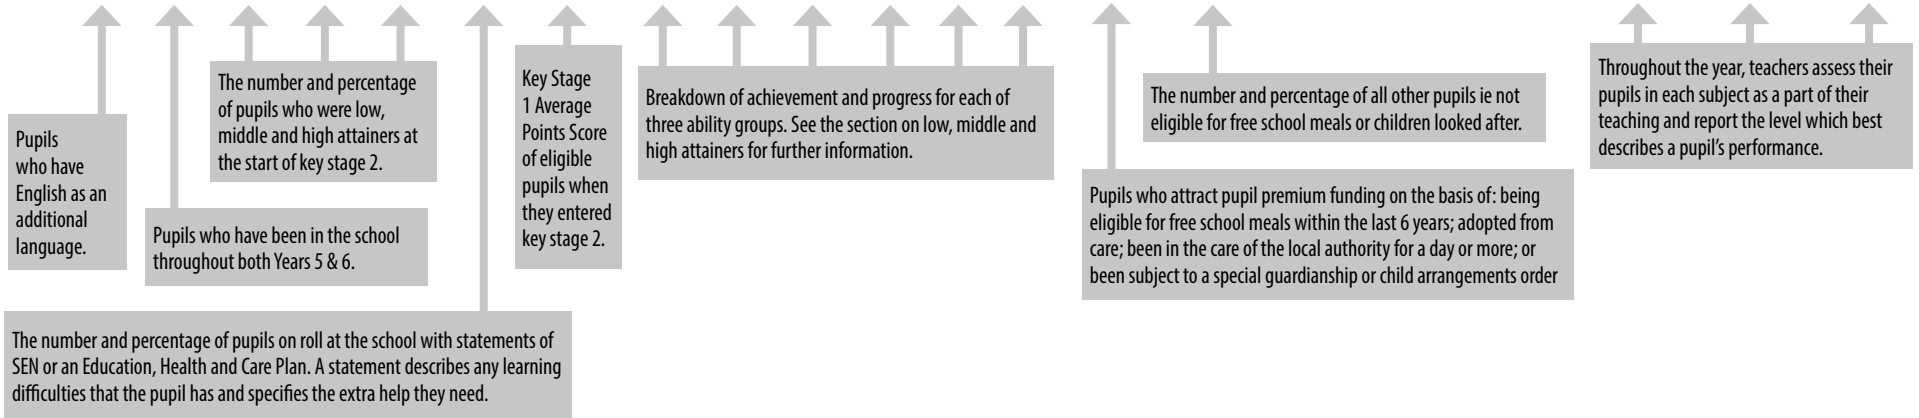 Pupils
who have
English as an
additional
language.
Pupils who have been in the school
throughout both Years 5 & 6.
The number and percentage
of pupils who were low,
middle and high attainers at
the start of key stage 2.
The number and percentage of pupils on roll at the school with statements of
SEN or an Education, Health and Care Plan. A statement describes any learning
difficulties that the pupil has and specifies the extra help they need.
Key Stage
1 Average
Points Score
of eligible
pupils when
they entered
key stage 2.
Breakdown of achievement and progress for each of
three ability groups. See the section on low, middle and
high attainers for further information.
Pupils who attract pupil premium funding on the basis of: being
eligible for free school meals within the last 6 years; adopted from
care; been in the care of the local authority for a day or more; or
been subject to a special guardianship or child arrangements order
The number and percentage of all other pupils ie not
eligible for free school meals or children looked after.
Throughout the year, teachers assess their
pupils in each subject as a part of their
teaching and report the level which best
describes a pupil's performance.